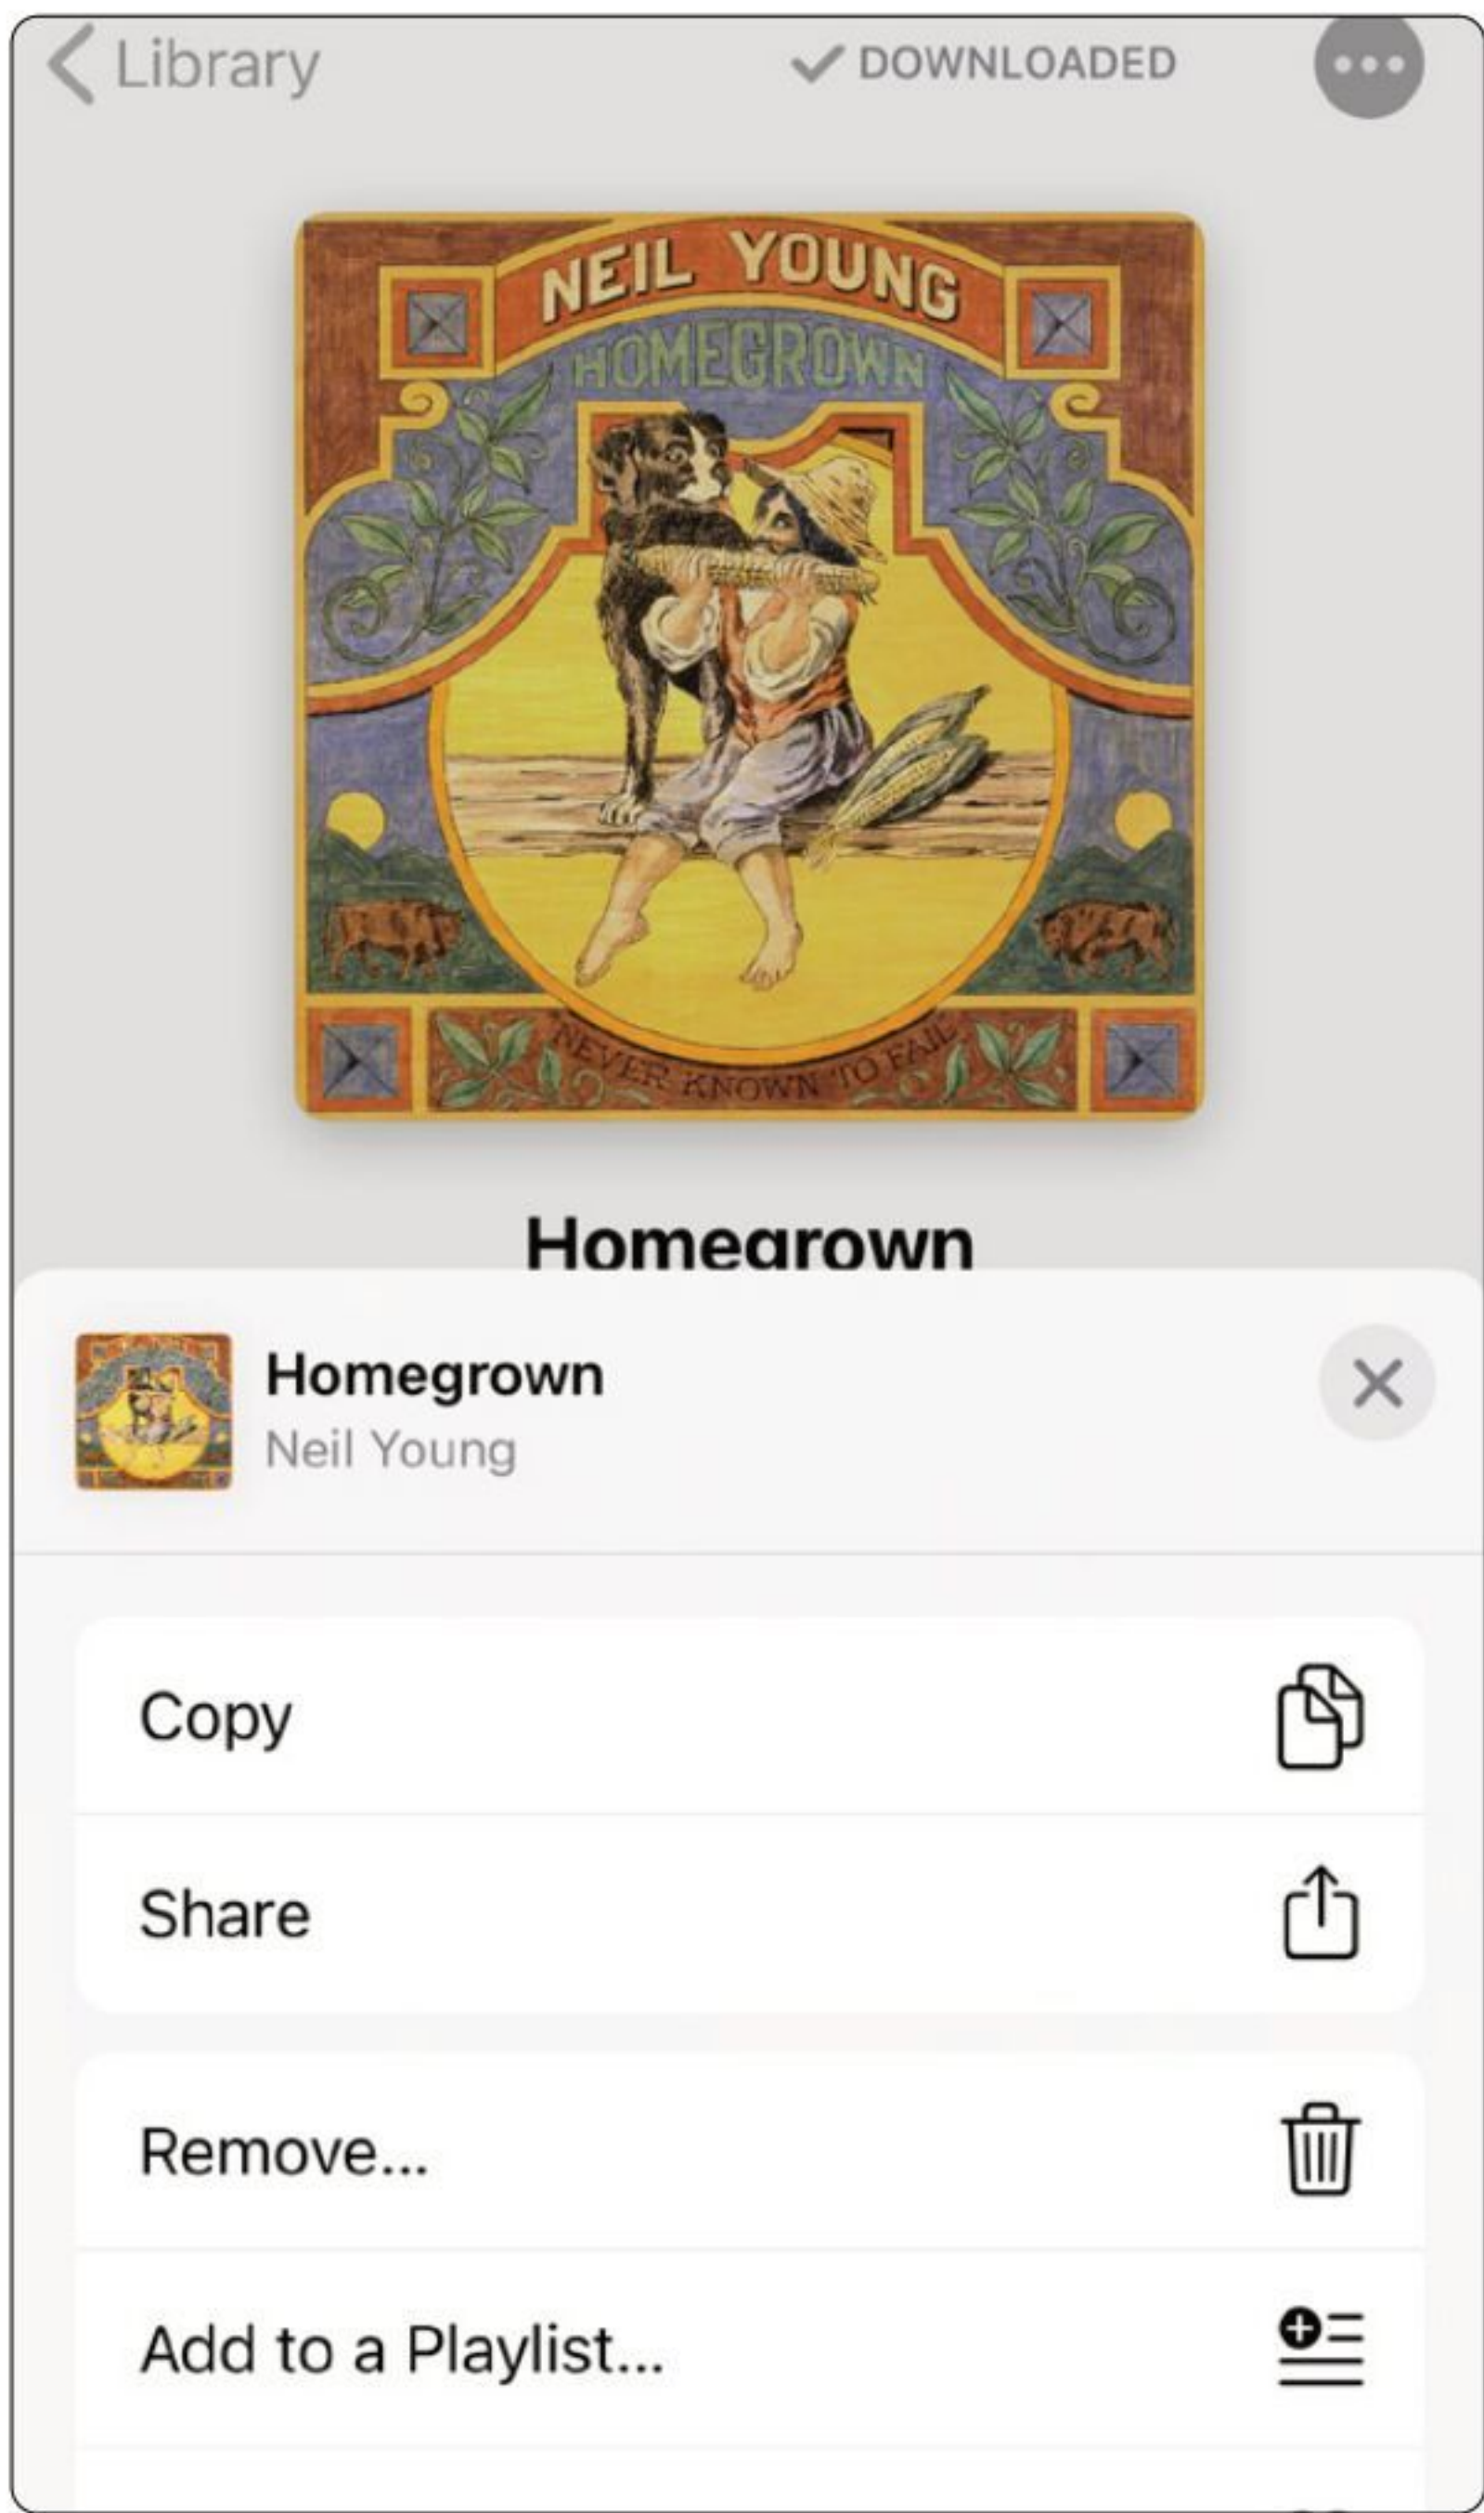 Library
DOWNLOADED
NEIL YOUNG
HOMEGROWN
NEVER KNOWN TO FAIL
Homegrown
Homegrown
Neil Young
Copy
Share
Remove...
Add to a Playlist...